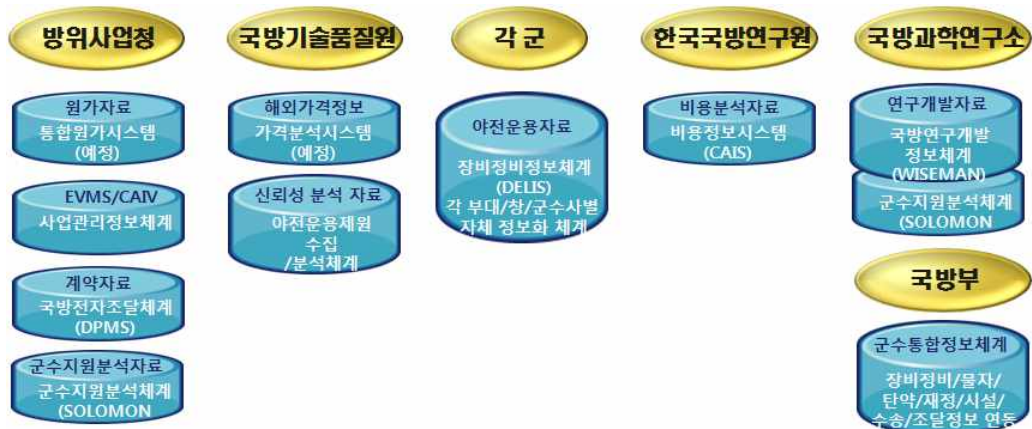 방위사업청
원가자료
통합원가시스템
(예정)
EVMS/CAIV
사업관리정보체계
계약자료
국방전자조달체계
(DPMS)
군수지원분석자료
군수지원분석체계
(SOLOMON
국방기술품질원
해외가격정보
가격분석시스템
(예정)
신뢰성 분석 자료
야전운용제원
수집
/분석체계
각 군
야전운용자료
장비정비정보체계
(DELIS)
각 부대/창/군수사별
자체 정보화 체계
한국국방연구원
비용분석자료
비용정보시스템
(CAIS)
국방과학연구소
연구개발자료
국방연구개발
정보체계
(WISEMAN)
군수지원분석체계
(SOLOMON
국방부
군수통합정보체계
장비정비/물자/
탄약/재정/시설/
수송/조달정보 연동